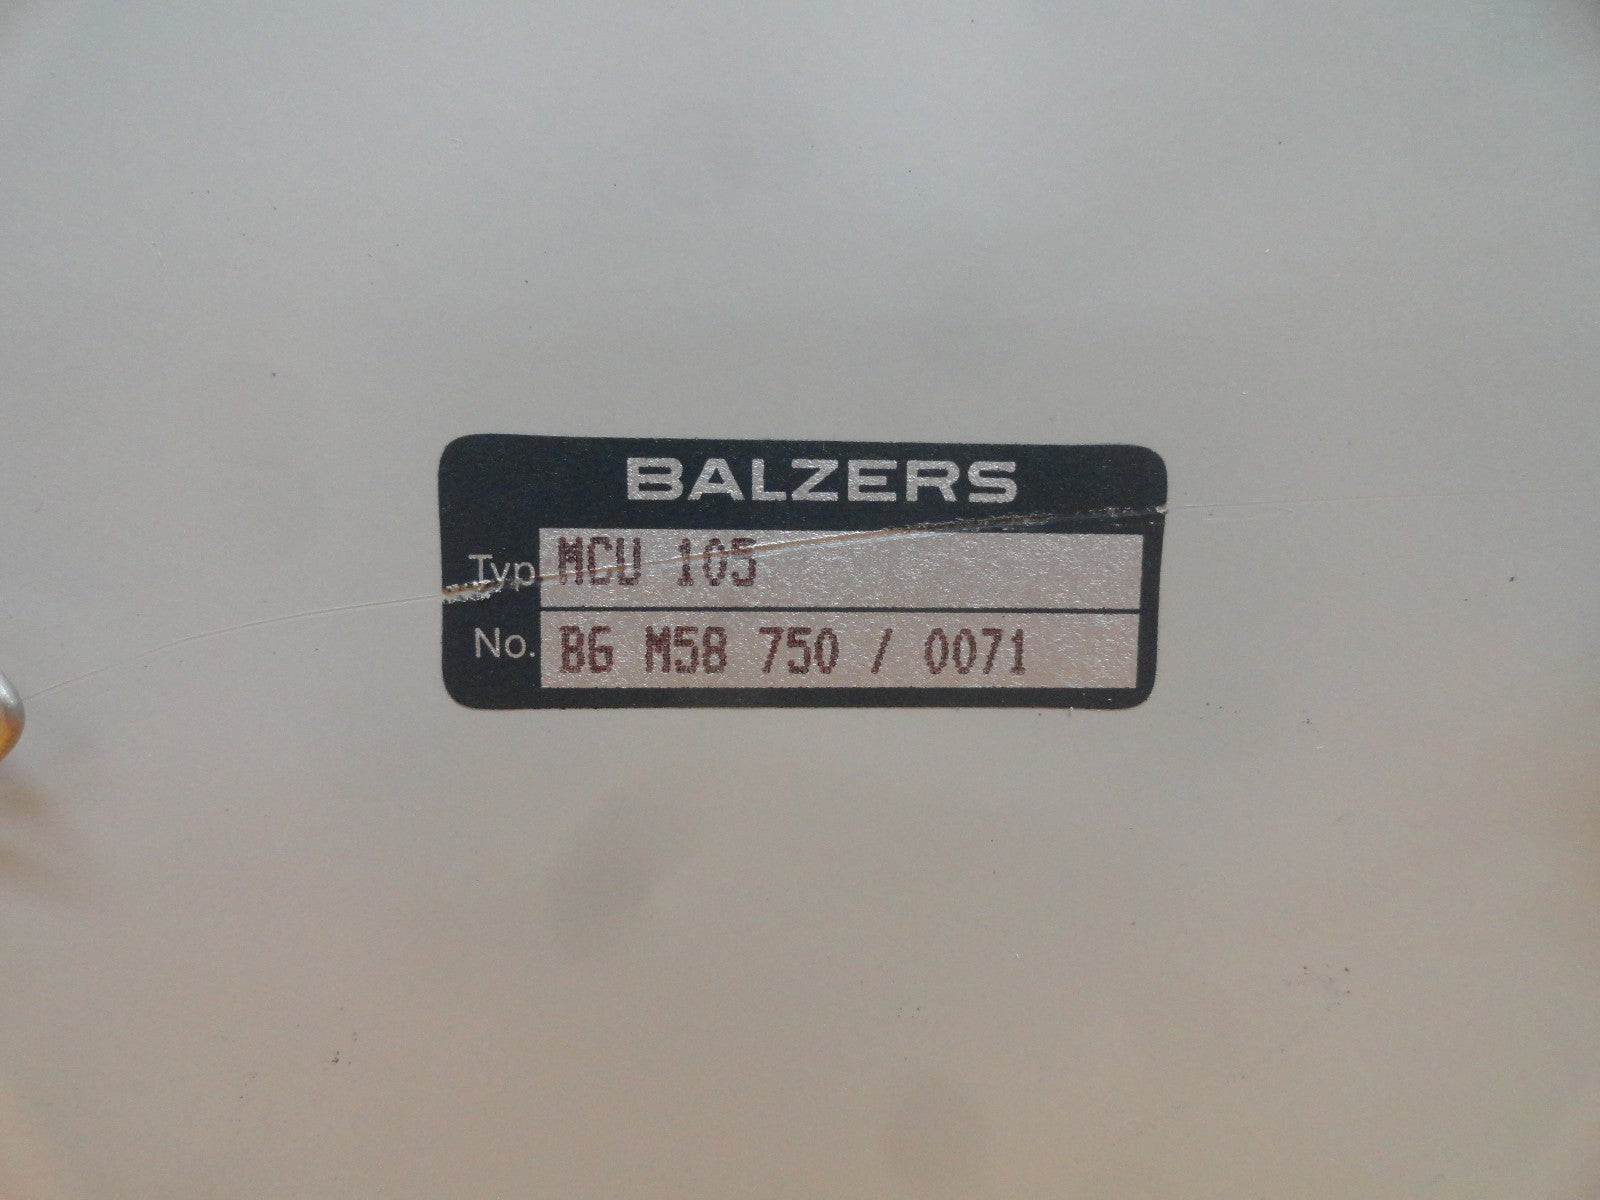 BALZERS
Typ MCU 105
No. BG M58 750 / 0071